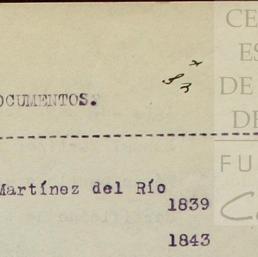 OCUMENTOS.
Martínez del Río
1839
1843
CE
ES
DE
DE
FU